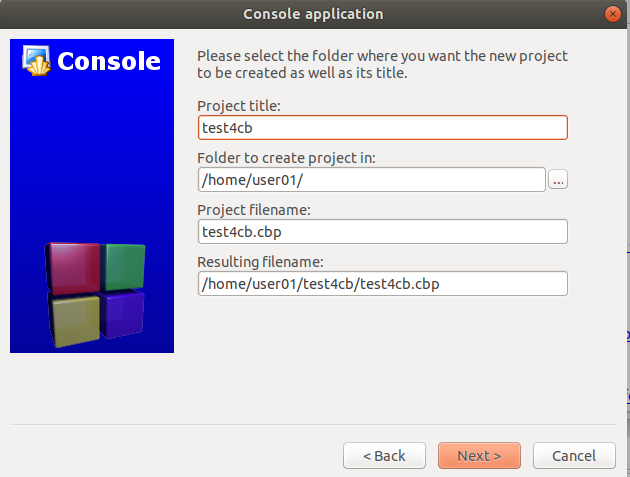 Console application
Console
Please select the folder where you want the new project
to be created as well as its title.
Project title:
test4cb
Folder to create project in:
/home/user01/
...
Project filename:
test4cb.cbp
Resulting filename:
/home/user01/test4cb/test4cb.cbp
< Back
Next >
Cancel